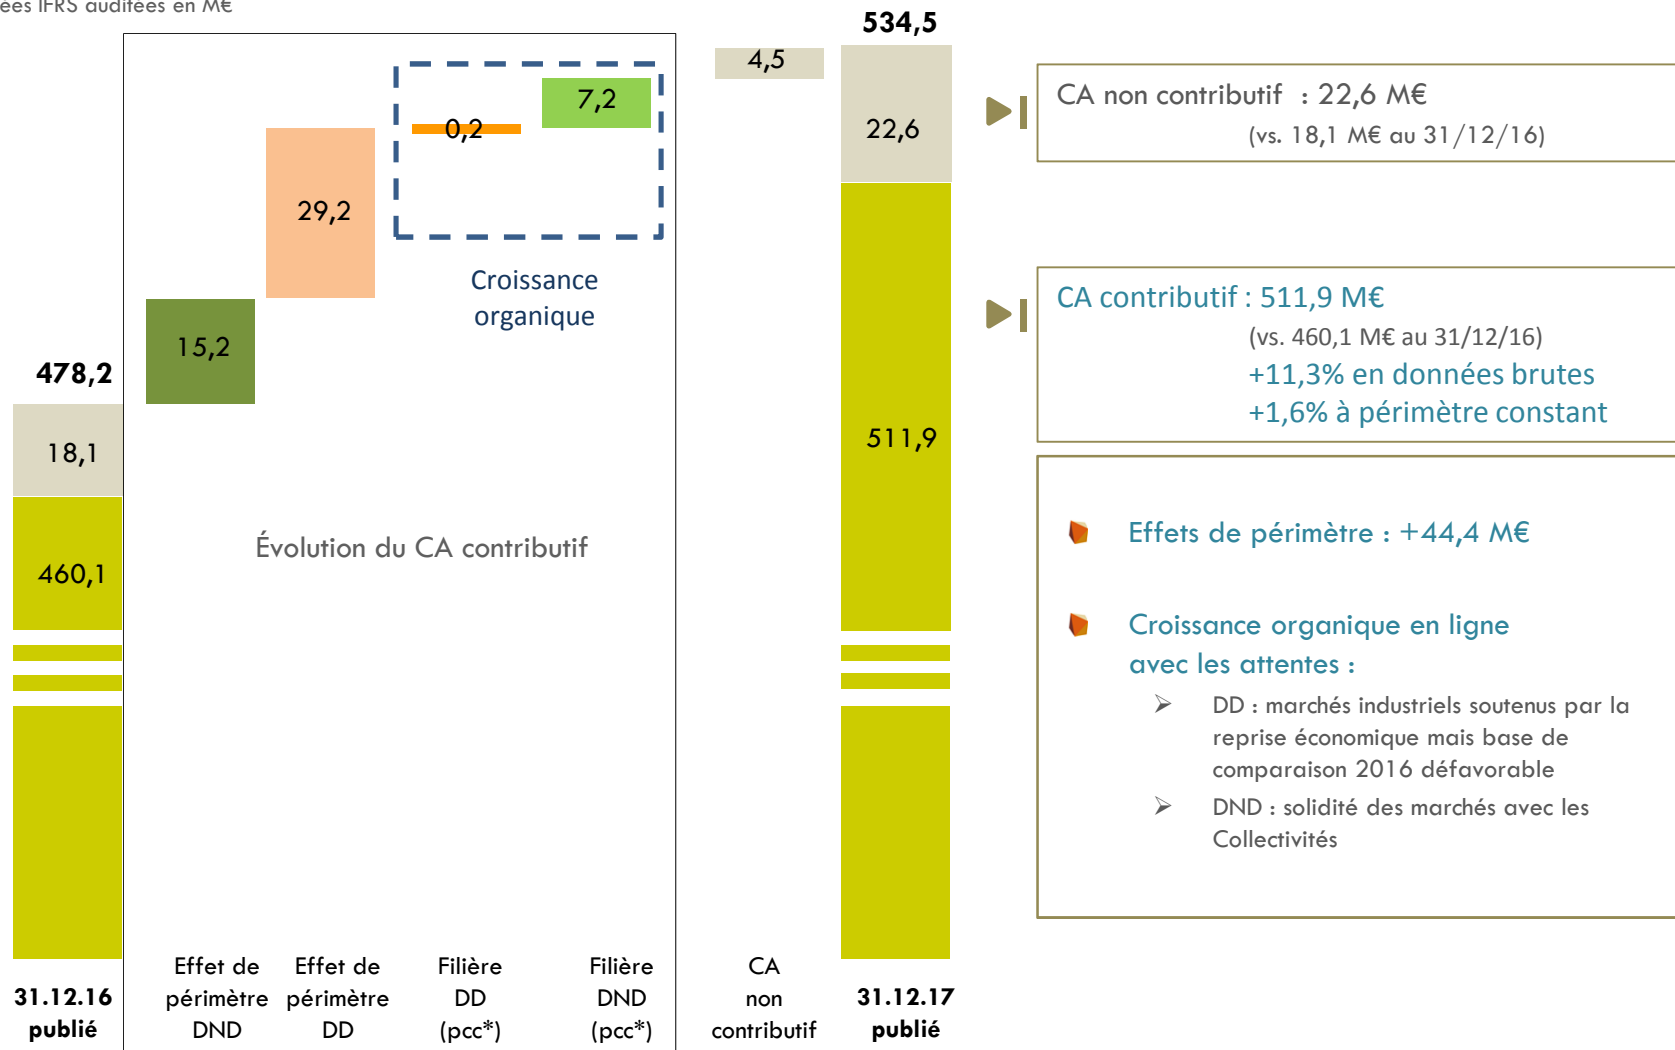 IFRS auditées en M€
478,2
18,1
460,1
15,2
29,2
0,2
7,2
Croissance
organique
Évolution du CA contributif
4,5
534,5
22,6
511,9
31.12.16
publié
Effet de
périmètre
DND
Effet de
périmètre
DD
Filière
DD
(pcc*)
Filière
DND
(pcc*)
CA
non
contributif
31.12.17
publié
CA non contributif : 22,6 M€
(vs. 18,1 M€ au 31/12/16)
CA contributif : 511,9 M€
(vs. 460,1 M€ au 31/12/16)
+11,3% en données brutes
+1,6% à périmètre constant
Effets de périmètre : +44,4 M€
Croissance organique en ligne
avec les attentes :
DD : marchés industriels soutenus par la
reprise économique mais base de
comparaison 2016 défavorable
DND : solidité des marchés avec les
Collectivités